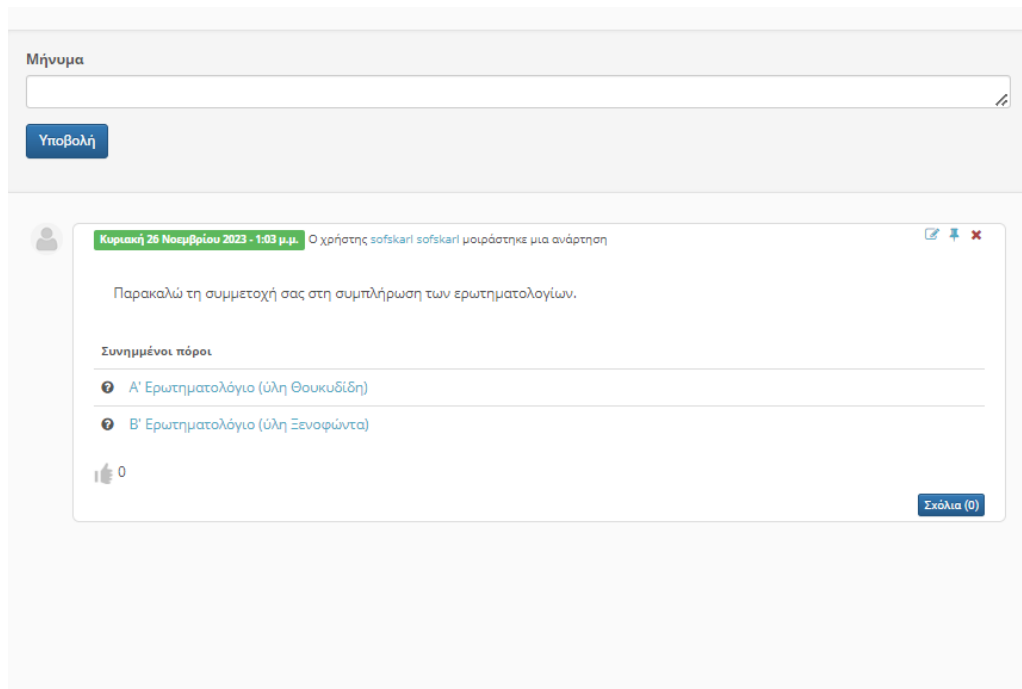 Μήνυμα
Υποβολή
Κυριακή 26 Νοεμβρίου 2023 - 1:03 μ.μ. Ο χρήστης sofskarl sofskarl μοιράστηκε μια ανάρτηση
Παρακαλώ τη συμμετοχή σας στη συμπλήρωση των ερωτηματολογίων.
Συνημμένοι πόροι
Α' Ερωτηματολόγιο (ύλη Θουκυδίδη)
Β' Ερωτηματολόγιο (ύλη Ξενοφώντα)
0
Σχόλια (0)